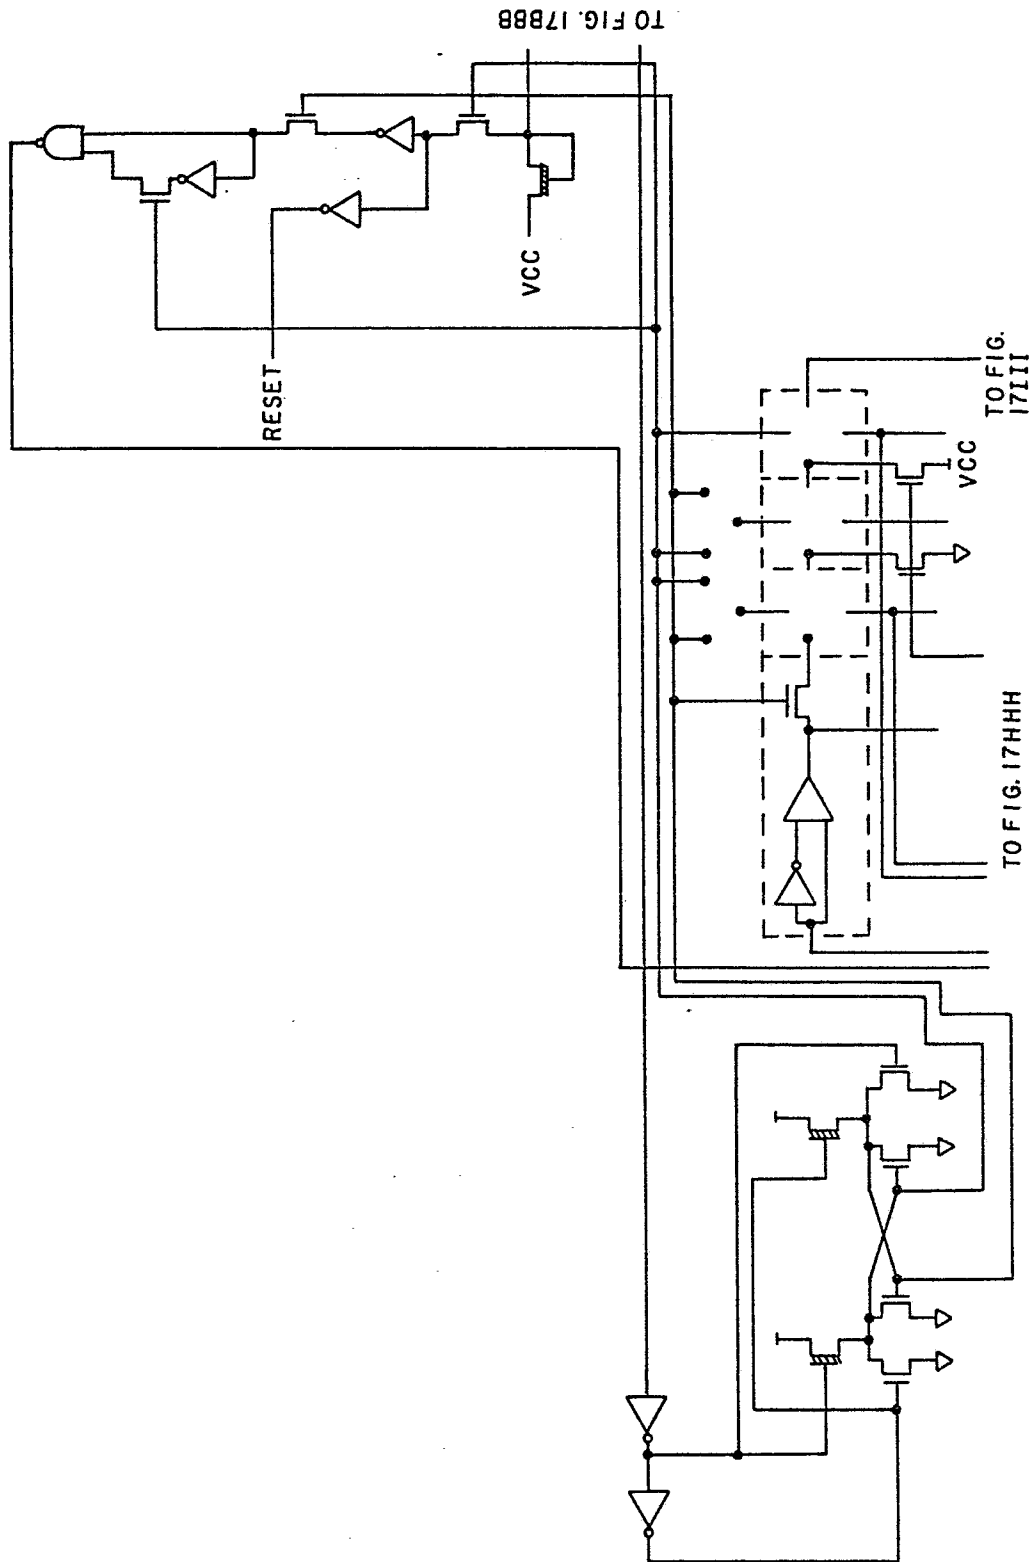 TO FIG. 17BBB
VCC
RESET
TO FIG.
17III
VCC
TO FIG. 17HHH